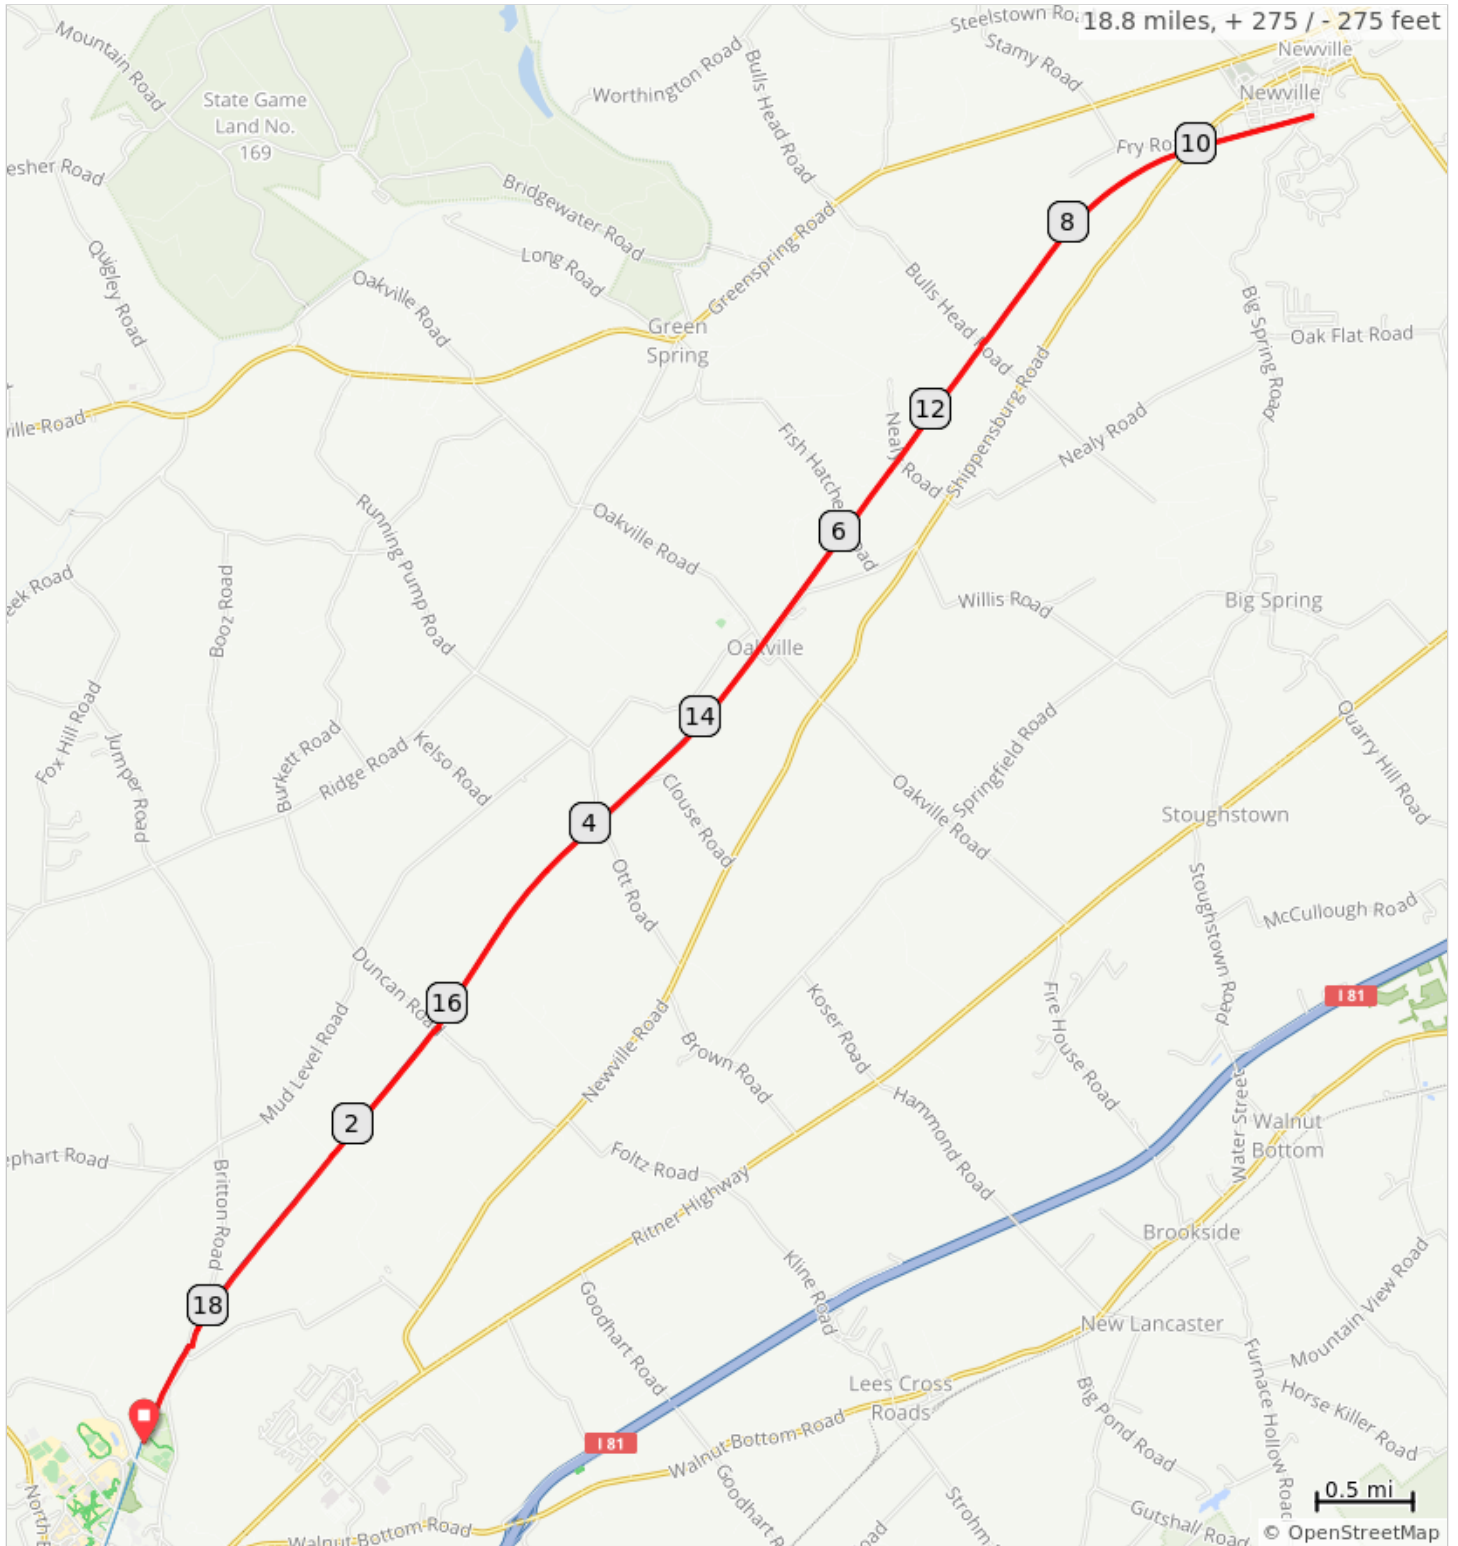 18.8 miles, + 275 / - 275 feet
Steelstown Roa
Newville
Mountain Road
Stamy Road
Bulls Head Road
Worthington Road
Newville
State Game
Land No.
169
Fry Ro
10
esher Road
Bridgewater Road
8
Greenspring Road
Long Road
Quigley Road
Oakville Road
Bulls Head Road
Big Spring Road
Green
Spring
Oak Flat Road
ville Road
12
Shippensburg Road
Nealy Road
Nealy Road
Fish Hatche
oad
Running Pump Road
Oakville Road
6
eek Road
Booz Road
Willis Road
Big Spring
Oakville
Fox Hill Road
14
Jumper Road
Burkett Road
Ridge Road
Kelso Road
Springfield Road
Quarry Hill Road
Clouse Road
Oakville Road
4
Stoughstown
Ott Road
Stoughstown Road
McCullough Road
Duncan Road
16
Koser Road
Fire House Road
I 81
Mud Level Road
Newville Road
Brown Road
2
Hammond Road
Water Street
Walnut
Bottom
ephart Road
Foltz Road
Britton Road
Ritner Highway
Brookside
18
Goodhart Road
Kline Road
Mountain View Road
New Lancaster
Furnace Hollow Road
Lees Cross
Roads
Big Pond Road
Horse Killer Road
I 81
Walnut Bottom Road
Goodhart R
0.5 mi
North E
Strohm
Gutshall Road
Walnut Bottom Road
oad
© OpenStreetMap